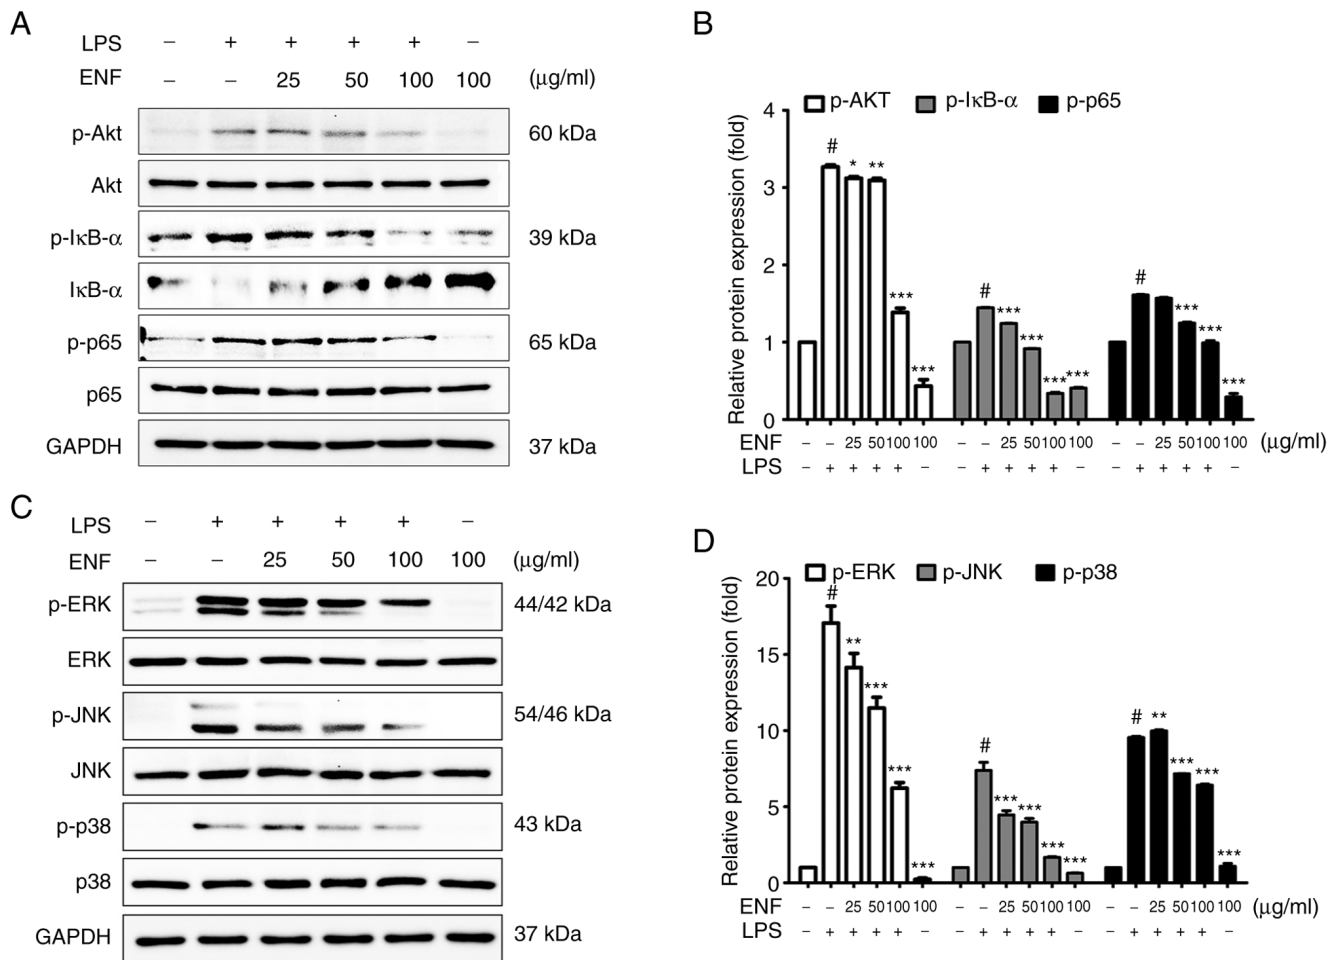 A
LPS – + + + + –
ENF – – 25 50 100 100 (μg/ml)
p-Akt 60 kDa
Akt
p-IκB-α 39 kDa
IκB-α
p-p65 65 kDa
p65
GAPDH 37 kDa
B
p-AKT p-IκB-α p-p65
Relative protein expression (fold)
4
3
2
1
0
# * ** *** ***
# *** *** *** ***
# *** *** ***
ENF – – 25 50 100 100 – – 25 50 100 100 – – 25 50 100 100 (μg/ml)
LPS – + + + + – – + + + + – – + + + + –
C
LPS – + + + + –
ENF – – 25 50 100 100 (μg/ml)
p-ERK 44/42 kDa
ERK
p-JNK 54/46 kDa
JNK
p-p38 43 kDa
p38
GAPDH 37 kDa
D
p-ERK p-JNK p-p38
Relative protein expression (fold)
20
15
10
5
0
# ** *** *** ***
# *** *** *** ***
# ** *** *** ***
ENF – – 25 50 100 100 – – 25 50 100 100 – – 25 50 100 100 (μg/ml)
LPS – + + + + – – + + + + – – + + + + –